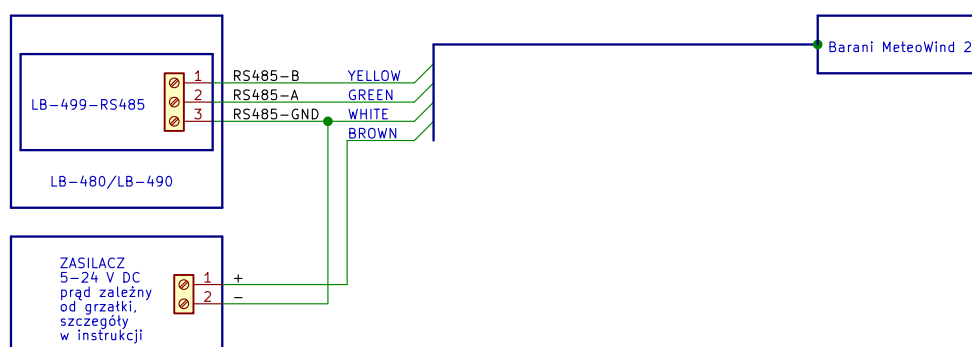 Barani MeteoWind 2
1 RS485-B YELLOW
2 RS485-A GREEN
3 RS485-GND WHITE
BROWN
LB-499-RS485
LB-480/LB-490
ZASILACZ
5-24 V DC
prąd zależny
od grzałki,
szczegóły
w instrukcji
1 +
2 -